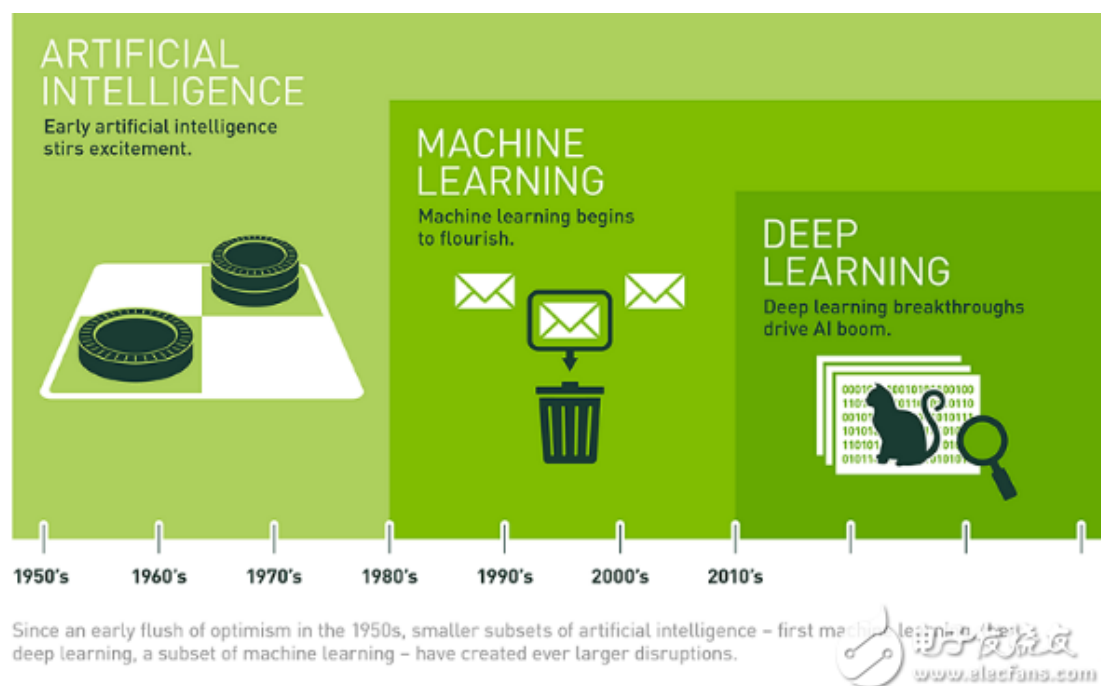 ARTIFICIAL
INTELLIGENCE
Early artificial intelligence
stirs excitement.
MACHINE
LEARNING
Machine learning begins
to flourish.
DEEP
LEARNING
Deep learning breakthroughs
drive AI boom.
1950's 1960's 1970's 1980's 1990's 2000's 2010's
Since an early flush of optimism in the 1950s, smaller subsets of artificial intelligence – first machine learning, then
deep learning, a subset of machine learning – have created ever larger disruptions.
电子发烧友
www.elecfans.com